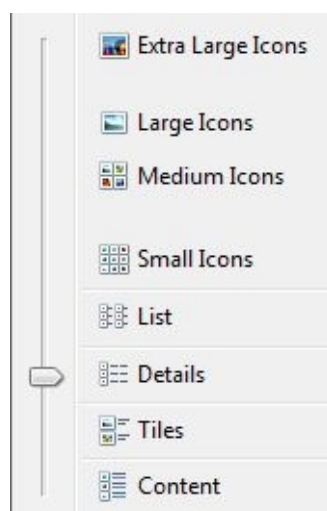 Extra Large Icons
Large Icons
Medium Icons
Small Icons
List
Details
Tiles
Content